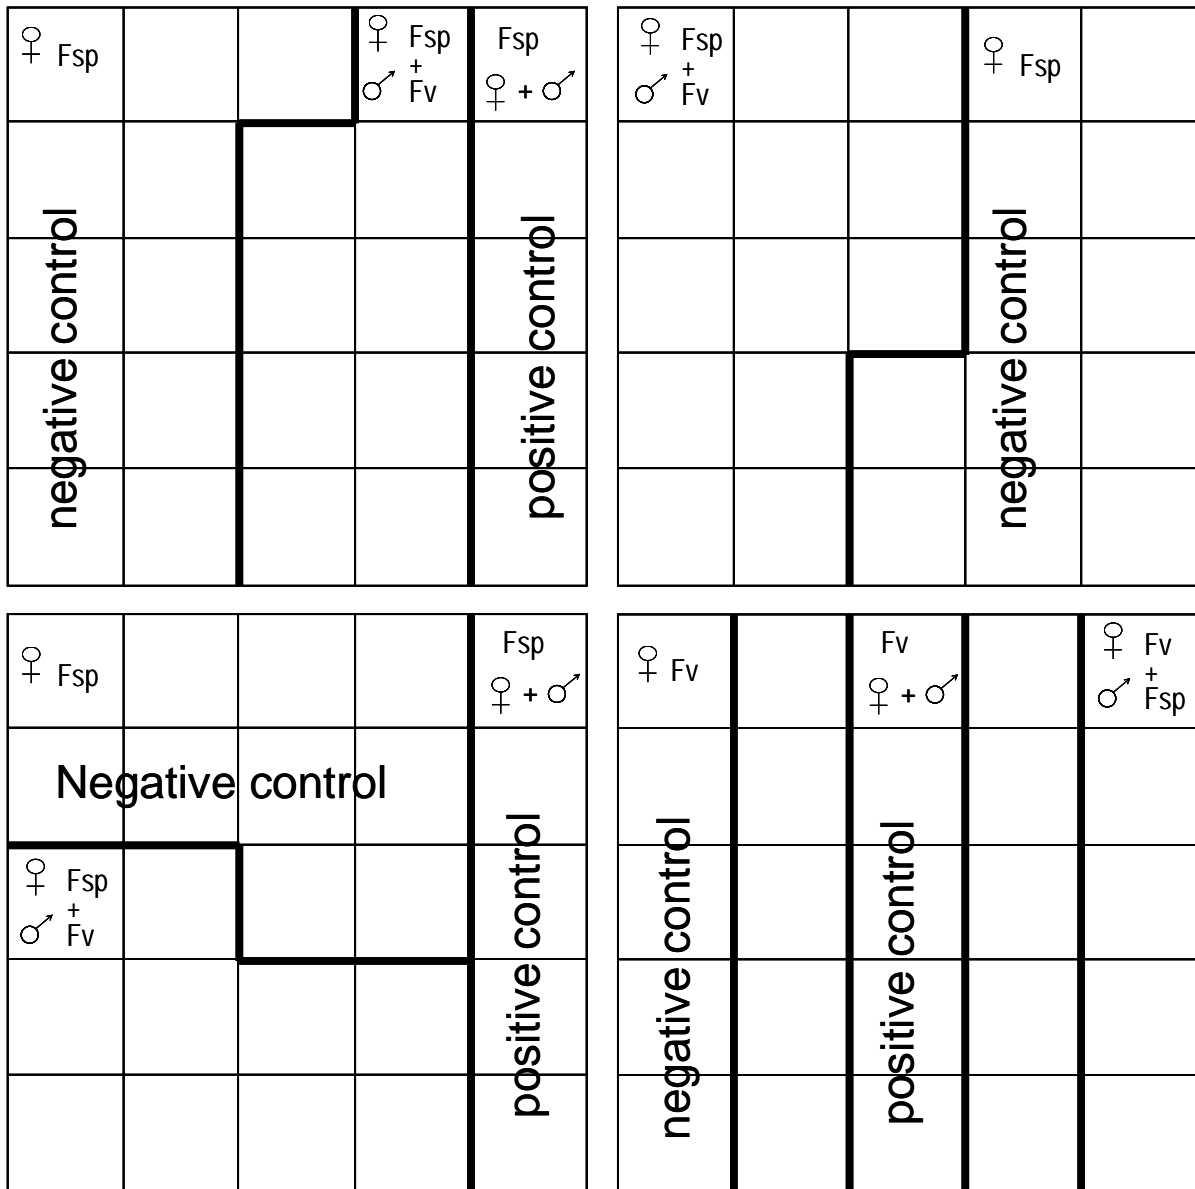 ♀ Fsp
♀ Fsp
+
♂ Fv
Fsp
♀ + ♂
negative control
positive control
♀ Fsp
+
♂ Fv
♀ Fsp
negative control
♀ Fsp
Fsp
♀ + ♂
Negative control
♀ Fsp
+
♂ Fv
positive control
♀ Fv
Fv
♀ + ♂
♀ Fv
+
♂ Fsp
negative control
positive control